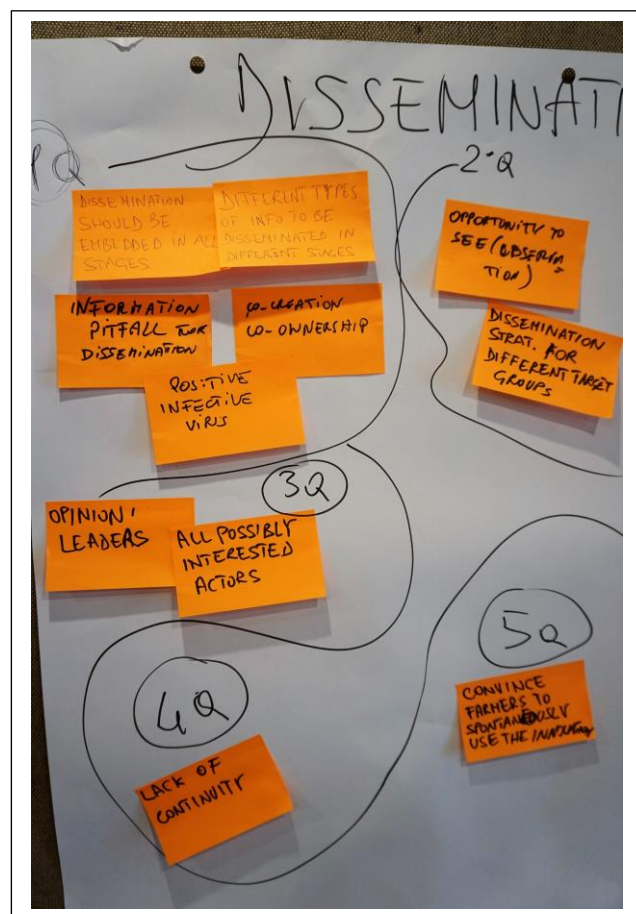 DISSEMINATI
1Q
DISSEMINATION
SHOULD BE
EMBEDDED IN ALL
STAGES
DIFFERENT TYPES
OF INFO TO BE
DISSEMINATED IN
DIFFERENT STAGES
INFORMATION
PITFALL FOR
DISSEMINATION
CO-CREATION
CO-OWNERSHIP
POSITIVE
INFECTIVE
VIRUS
2°Q
OPPORTUNITY TO
SEE (OBSERVA
TION)
DISSEMINATION
STRAT. FOR
DIFFERENT TARGET
GROUPS
3Q
OPINION
LEADERS
ALL POSSIBLY
INTERESTED
ACTORS
4Q
LACK OF
CONTINUITY
5Q
CONVINCE
FARMERS TO
SPONTANEOUSLY
USE THE